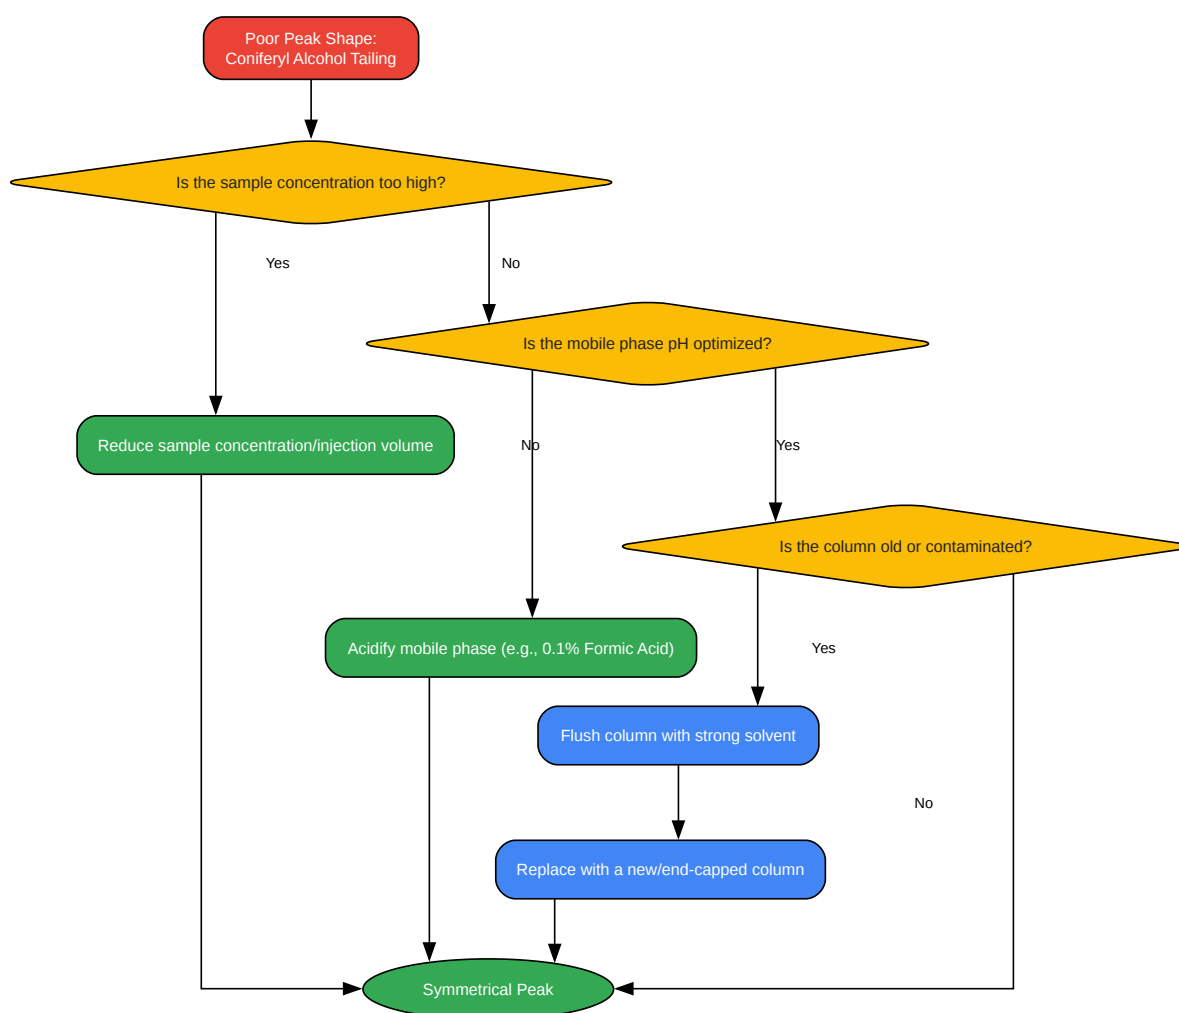 Poor Peak Shape:
Coniferyl Alcohol Tailing
Is the sample concentration too high?
Yes
No
Is the mobile phase pH optimized?
Reduce sample concentration/injection volume
No
Yes
Is the column old or contaminated?
Acidify mobile phase (e.g., 0.1% Formic Acid)
Yes
Flush column with strong solvent
No
Replace with a new/end-capped column
Symmetrical Peak